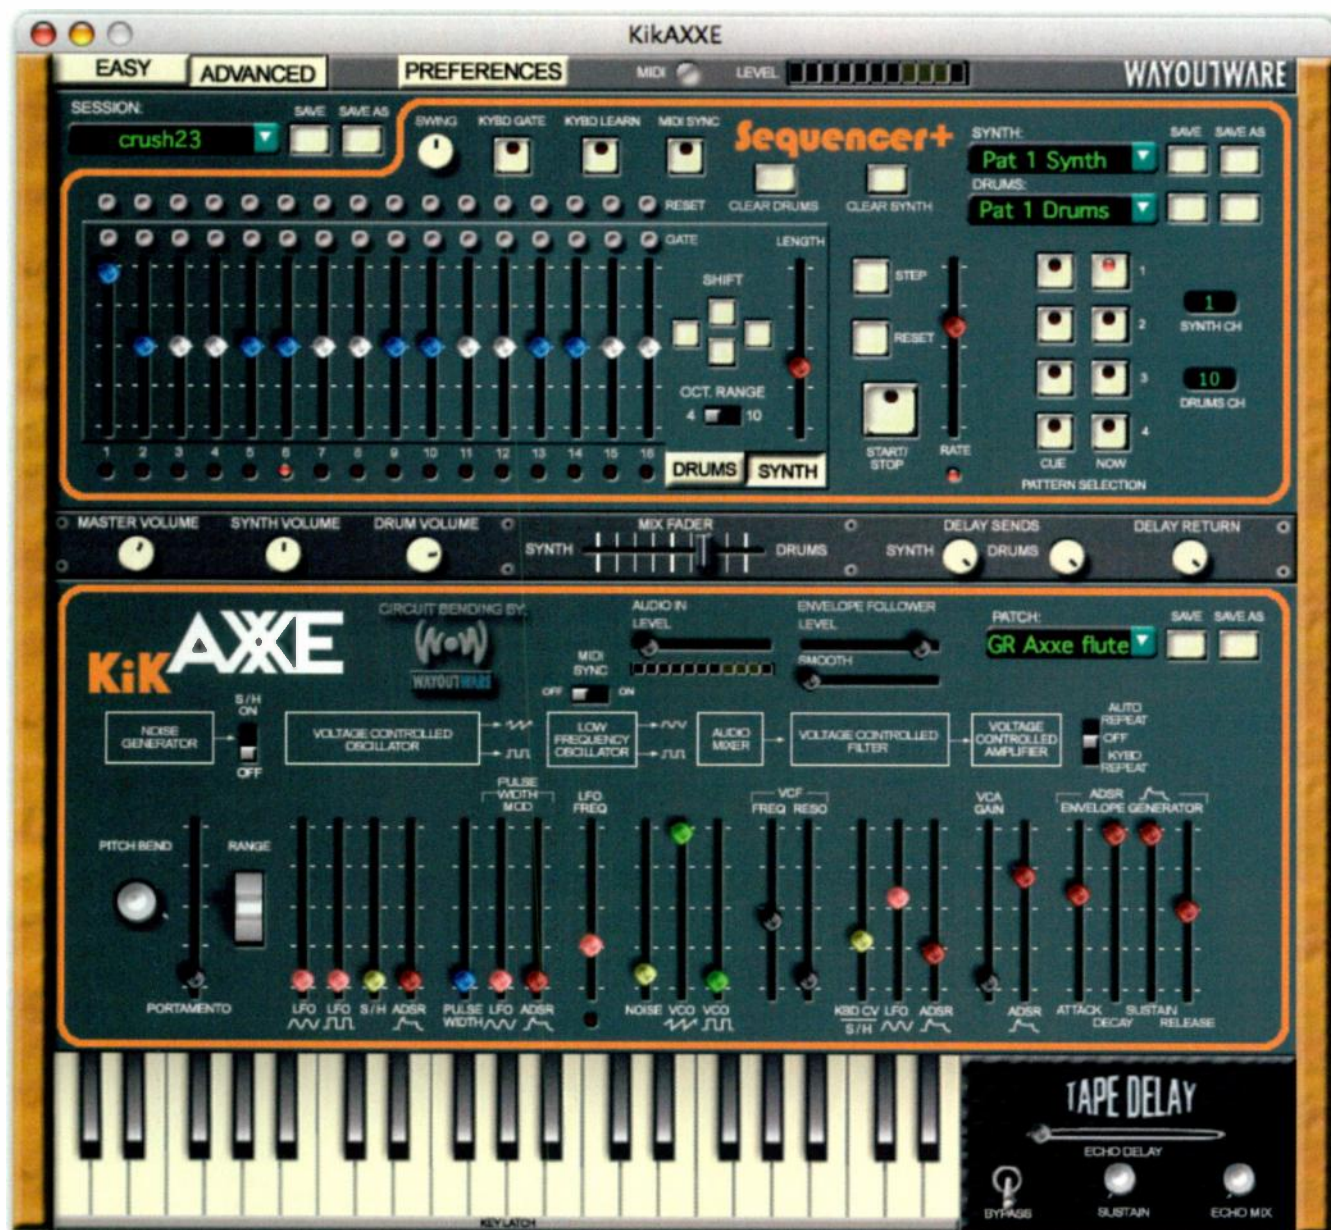 KikAXXE
EASY ADVANCED PREFERENCES MIDI LEVEL WAYOUTWARE
SESSION: SAVE SAVE AS
crush23
SWING KYBD GATE KYBD LEARN MIDI SYNC
Sequencer+
CLEAR DRUMS CLEAR SYNTH
SYNTH: SAVE SAVE AS
Pat 1 Synth
DRUMS:
Pat 1 Drums
RESET
GATE LENGTH
SHIFT
OCT. RANGE
4 10
STEP
RESET
START/
STOP
RATE
1
2
3
4
CUE NOW
PATTERN SELECTION
1
SYNTH CH
10
DRUMS CH
1 2 3 4 5 6 7 8 9 10 11 12 13 14 15 16
DRUMS SYNTH
MASTER VOLUME SYNTH VOLUME DRUM VOLUME MIX FADER DELAY SENDS DELAY RETURN
SYNTH DRUMS SYNTH DRUMS
KiK AXXE
CIRCUIT BENDING BY:
WOW
WAYOUTWARE
AUDIO IN
LEVEL
MIDI
SYNC
OFF ON
ENVELOPE FOLLOWER
LEVEL
SMOOTH
PATCH: SAVE SAVE AS
GR Axxe flute
NOISE
GENERATOR
S/H
ON
OFF
VOLTAGE CONTROLLED
OSCILLATOR
LOW
FREQUENCY
OSCILLATOR
AUDIO
MIXER
VOLTAGE CONTROLLED
FILTER
VOLTAGE
CONTROLLED
AMPLIFIER
AUTO
REPEAT
OFF
KYBD
REPEAT
PITCH BEND
RANGE
PORTAMENTO
PULSE
WIDTH
MOD
LFO
FREQ
VCF
FREQ RESO
VCA
GAIN
ADSR
ENVELOPE GENERATOR
LFO LFO S/H ADSR
PULSE
WIDTH
LFO ADSR
NOISE VCO VCO
KBD CV
S/H
LFO ADSR
ADSR
ATTACK SUSTAIN
DECAY RELEASE
KEY LATCH
TAPE DELAY
ECHO DELAY
BYPASS SUSTAIN ECHO MIX